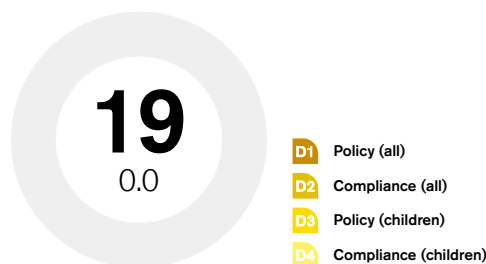 19
0.0
D1 Policy (all)
D2 Compliance (all)
D3 Policy (children)
D4 Compliance (children)